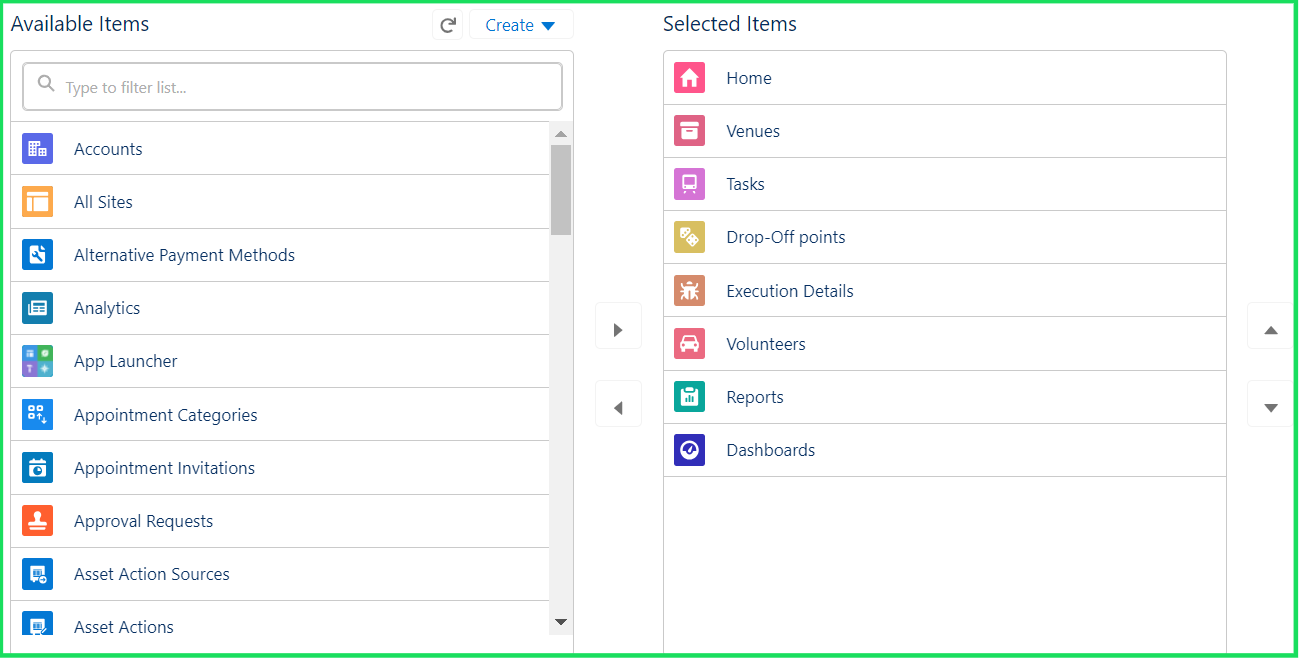 Available Items
Create
Type to filter list...
Accounts
All Sites
Alternative Payment Methods
Analytics
App Launcher
Appointment Categories
Appointment Invitations
Approval Requests
Asset Action Sources
Asset Actions
Selected Items
Home
Venues
Tasks
Drop-Off points
Execution Details
Volunteers
Reports
Dashboards